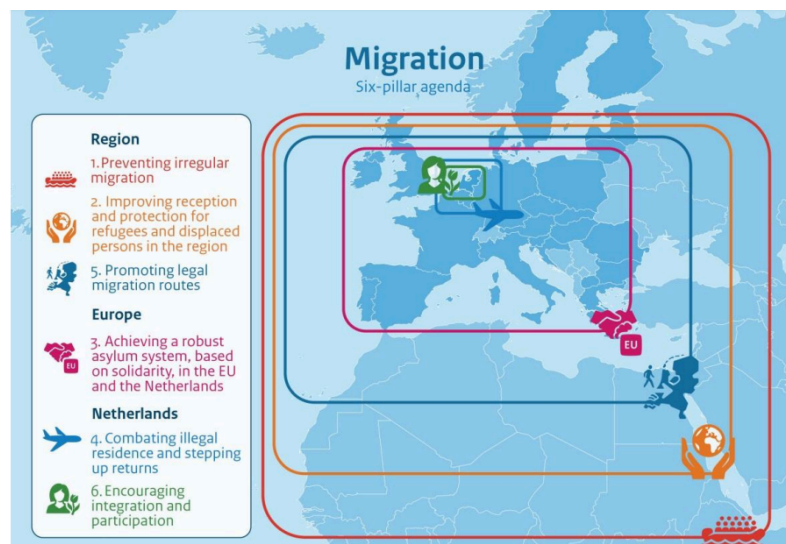 Migration
Six-pillar agenda
Region
1.Preventing irregular
migration
2. Improving reception
and protection for
refugees and displaced
persons in the region
5. Promoting legal
migration routes
Europe
3. Achieving a robust
asylum system, based
on solidarity, in the EU
and the Netherlands
EU
Netherlands
4. Combating illegal
residence and stepping
up returns
6. Encouraging
integration and
participation
EU